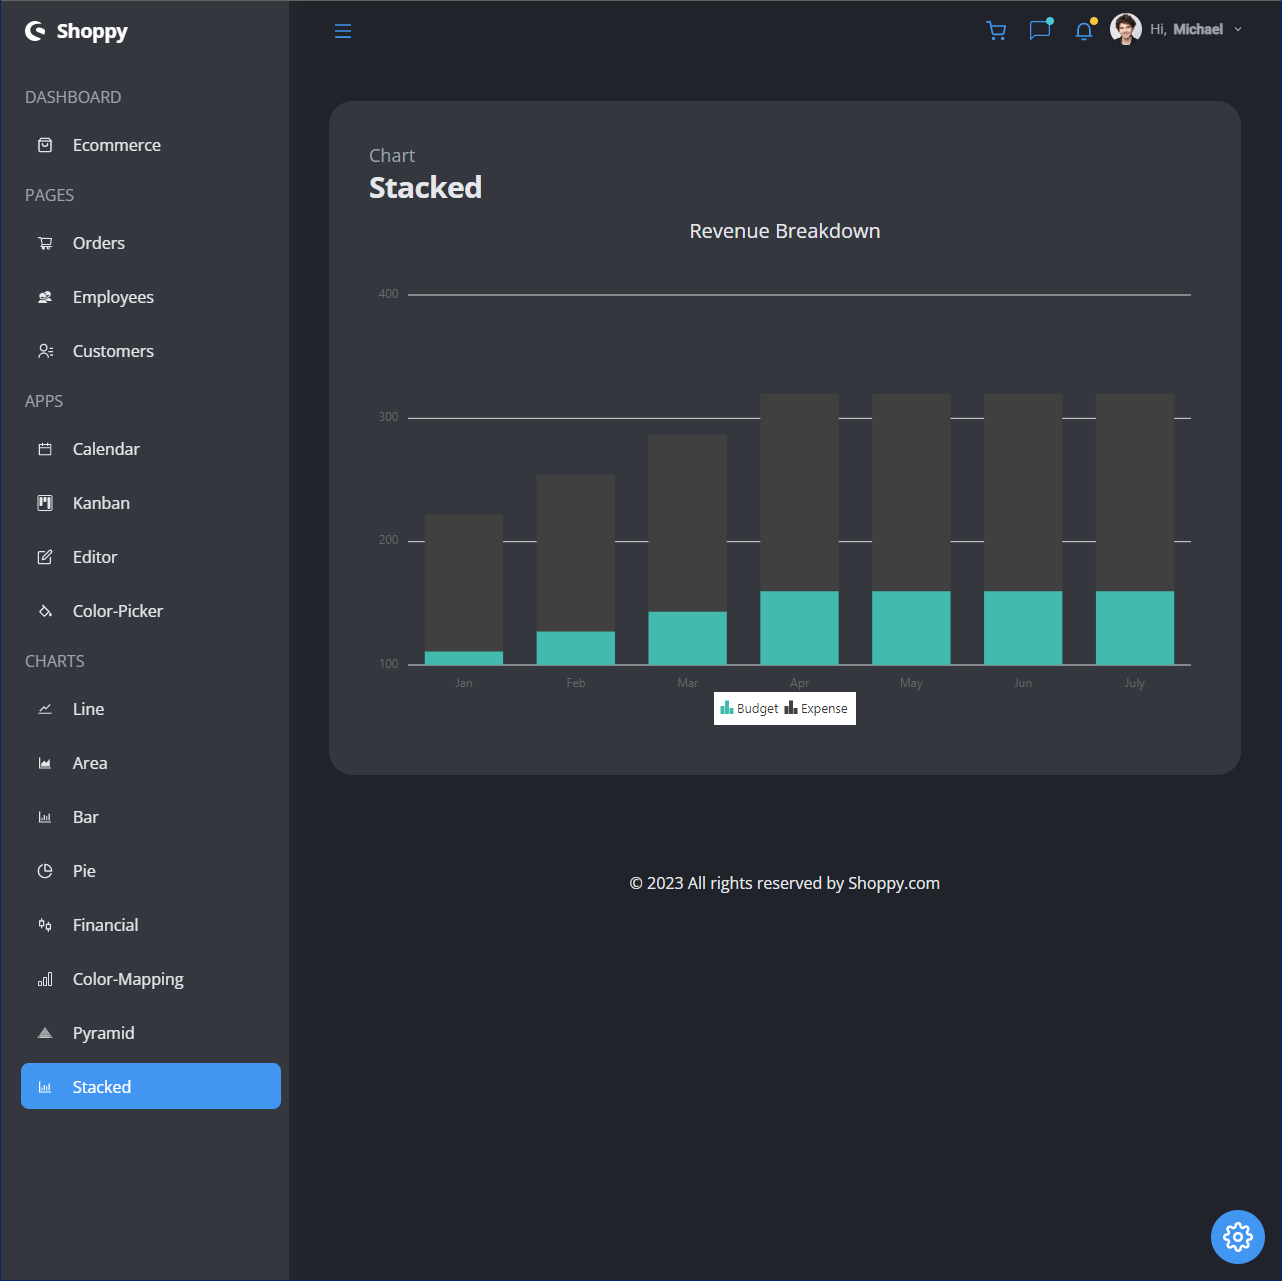 Shoppy
Hi, Michael
DASHBOARD
Ecommerce
PAGES
Orders
Employees
Customers
APPS
Calendar
Kanban
Editor
Color-Picker
CHARTS
Line
Area
Bar
Pie
Financial
Color-Mapping
Pyramid
Stacked
Chart
Stacked
Revenue Breakdown
400
300
200
100
Jan Feb Mar Apr May Jun July
Budget Expense
© 2023 All rights reserved by Shoppy.com